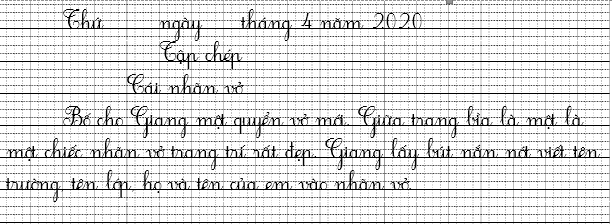 Thứ ngày tháng 4 năm 2020
Tập chép
Cái nhãn vở
Bố cho Giang một quyển vở mới. Giữa trang bìa là một là
một chiếc nhãn vở trang trí rất đẹp. Giang lấy bút nắn nót viết tên
trường, tên lớp, họ và tên của em vào nhãn vở.